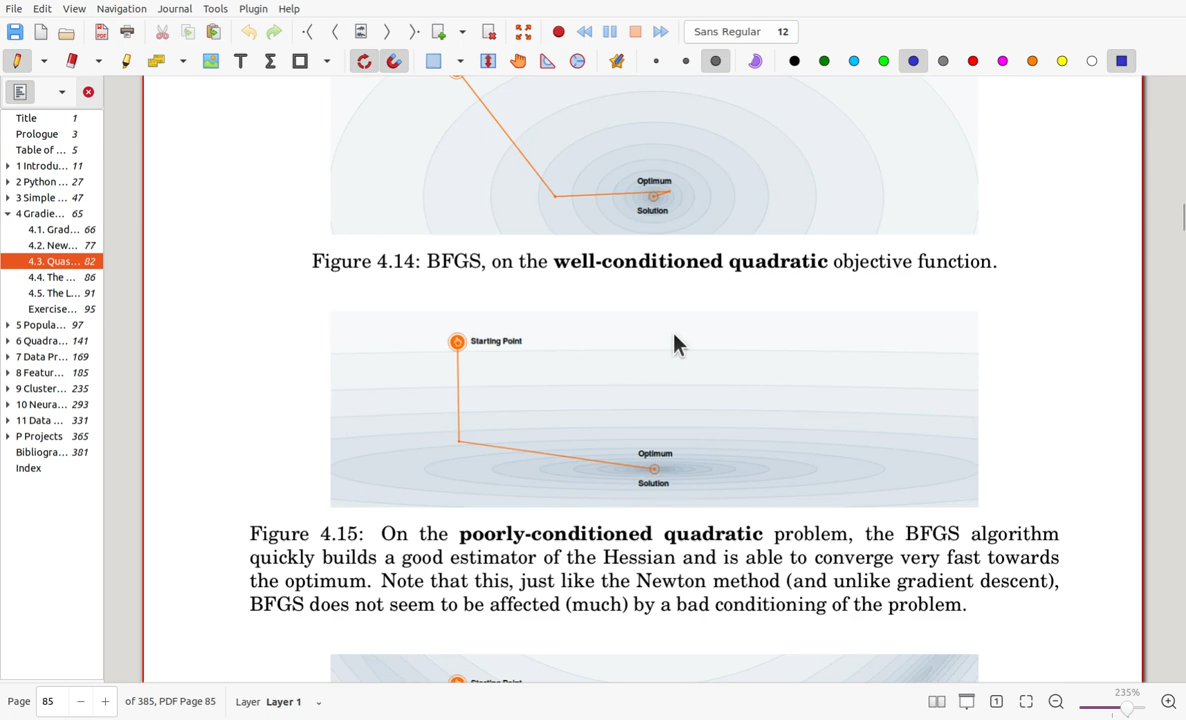 File Edit View Navigation Journal Tools Plugin Help
Sans Regular 12
Title 1
Prologue 3
Table of ... 5
1 Introdu... 11
2 Python ... 27
3 Simple ... 47
4 Gradie... 65
4.1. Grad... 66
4.2. New... 77
4.3. Quas... 82
4.4. The ... 86
4.5. The L... 91
Exercise... 95
5 Popula... 97
6 Quadra... 141
7 Data Pr... 169
8 Featur... 185
9 Cluster... 235
10 Neura... 293
11 Data ... 331
P Projects 365
Bibliogra... 381
Index
Optimum
Solution
Figure 4.14: BFGS, on the well-conditioned quadratic objective function.
Starting Point
Optimum
Solution
Figure 4.15: On the poorly-conditioned quadratic problem, the BFGS algorithm
quickly builds a good estimator of the Hessian and is able to converge very fast towards
the optimum. Note that this, just like the Newton method (and unlike gradient descent),
BFGS does not seem to be affected (much) by a bad conditioning of the problem.
Starting Point
Page 85 of 385, PDF Page 85 Layer Layer 1 235%